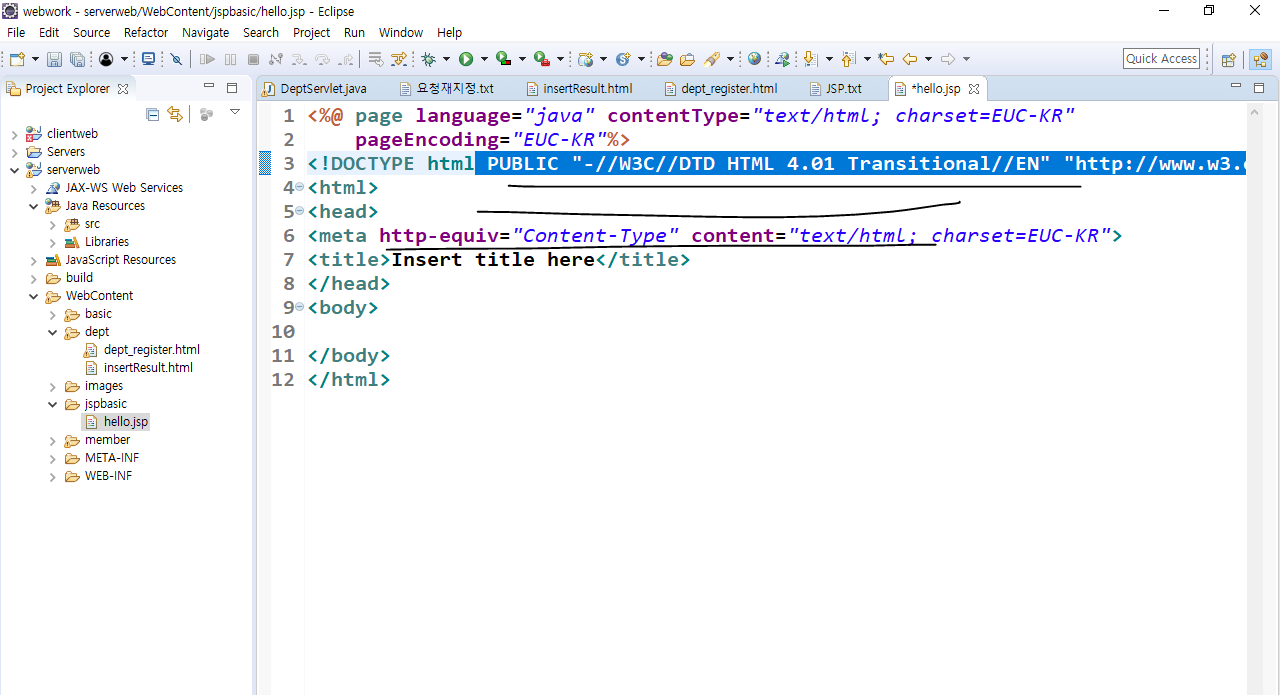 webwork - serverweb/WebContent/jspbasic/hello.jsp - Eclipse
File Edit Source Refactor Navigate Search Project Run Window Help
Quick Access
Project Explorer
DeptServlet.java 요청재지정.txt insertResult.html dept_register.html JSP.txt *hello.jsp
clientweb
Servers
serverweb
JAX-WS Web Services
Java Resources
src
Libraries
JavaScript Resources
build
WebContent
basic
dept
dept_register.html
insertResult.html
images
jspbasic
hello.jsp
member
META-INF
WEB-INF
1 <%@ page language="java" contentType="text/html; charset=EUC-KR"
2 pageEncoding="EUC-KR"%>
3 <!DOCTYPE html PUBLIC "-//W3C//DTD HTML 4.01 Transitional//EN" "http://www.w3.
4 <html>
5 <head>
6 <meta http-equiv="Content-Type" content="text/html; charset=EUC-KR">
7 <title>Insert title here</title>
8 </head>
9 <body>
10
11 </body>
12 </html>